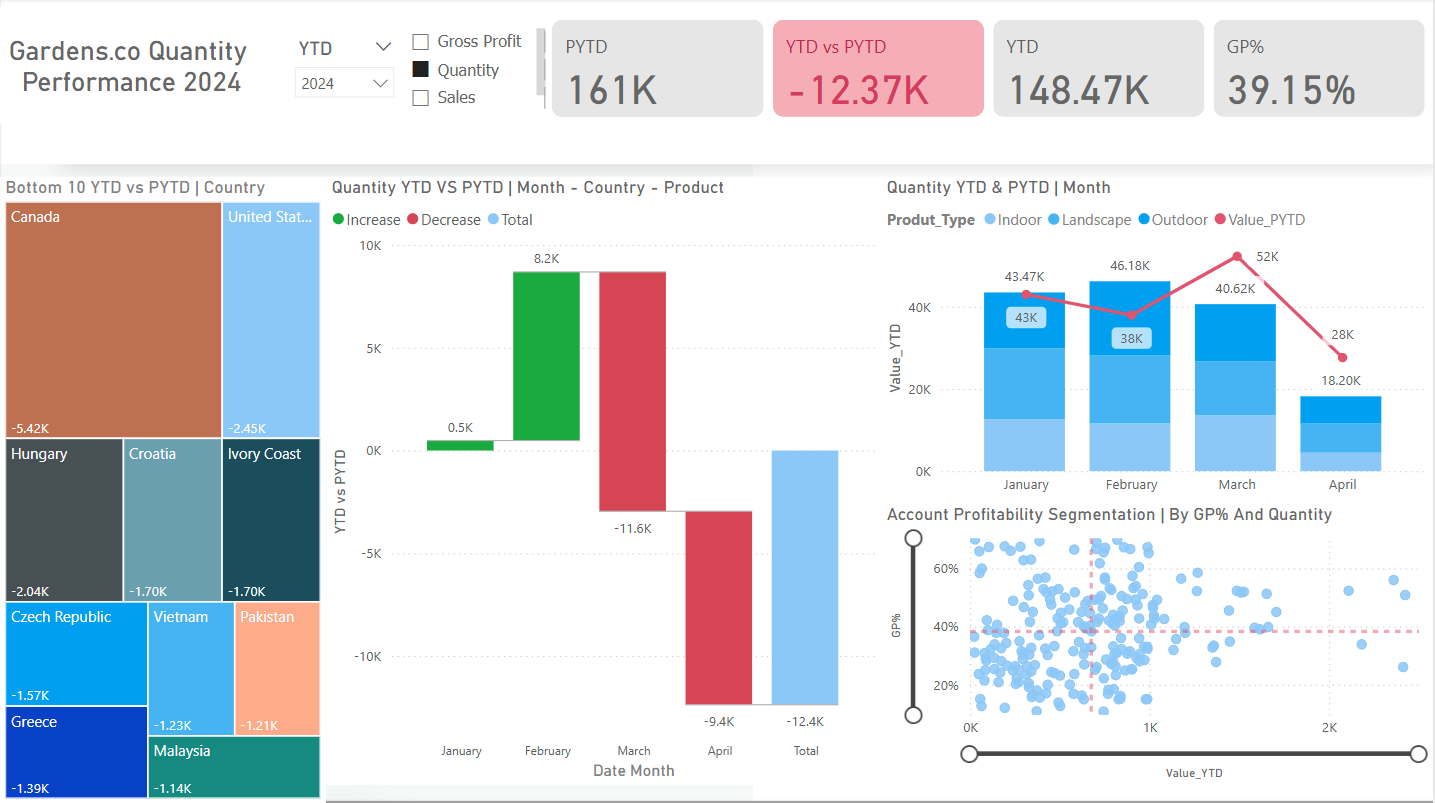 Gardens.co Quantity
Performance 2024
YTD
2024
Gross Profit
Quantity
Sales
PYTD
161K
YTD vs PYTD
-12.37K
YTD
148.47K
GP%
39.15%
Bottom 10 YTD vs PYTD | Country
Canada
-5.42K
United Stat...
-2.45K
Hungary
-2.04K
Croatia
-1.70K
Ivory Coast
-1.70K
Czech Republic
-1.57K
Vietnam
-1.23K
Pakistan
-1.21K
Greece
-1.39K
Malaysia
-1.14K
Quantity YTD VS PYTD | Month - Country - Product
Increase Decrease Total
YTD vs PYTD
10K
5K
0K
-5K
-10K
0.5K
8.2K
-11.6K
-9.4K
-12.4K
January February March April Total
Date Month
Quantity YTD & PYTD | Month
Produt_Type Indoor Landscape Outdoor Value_PYTD
Value_YTD
40K
20K
0K
43.47K
43K
46.18K
38K
52K
40.62K
28K
18.20K
January February March April
Account Profitability Segmentation | By GP% And Quantity
GP%
60%
40%
20%
0K 1K 2K
Value_YTD